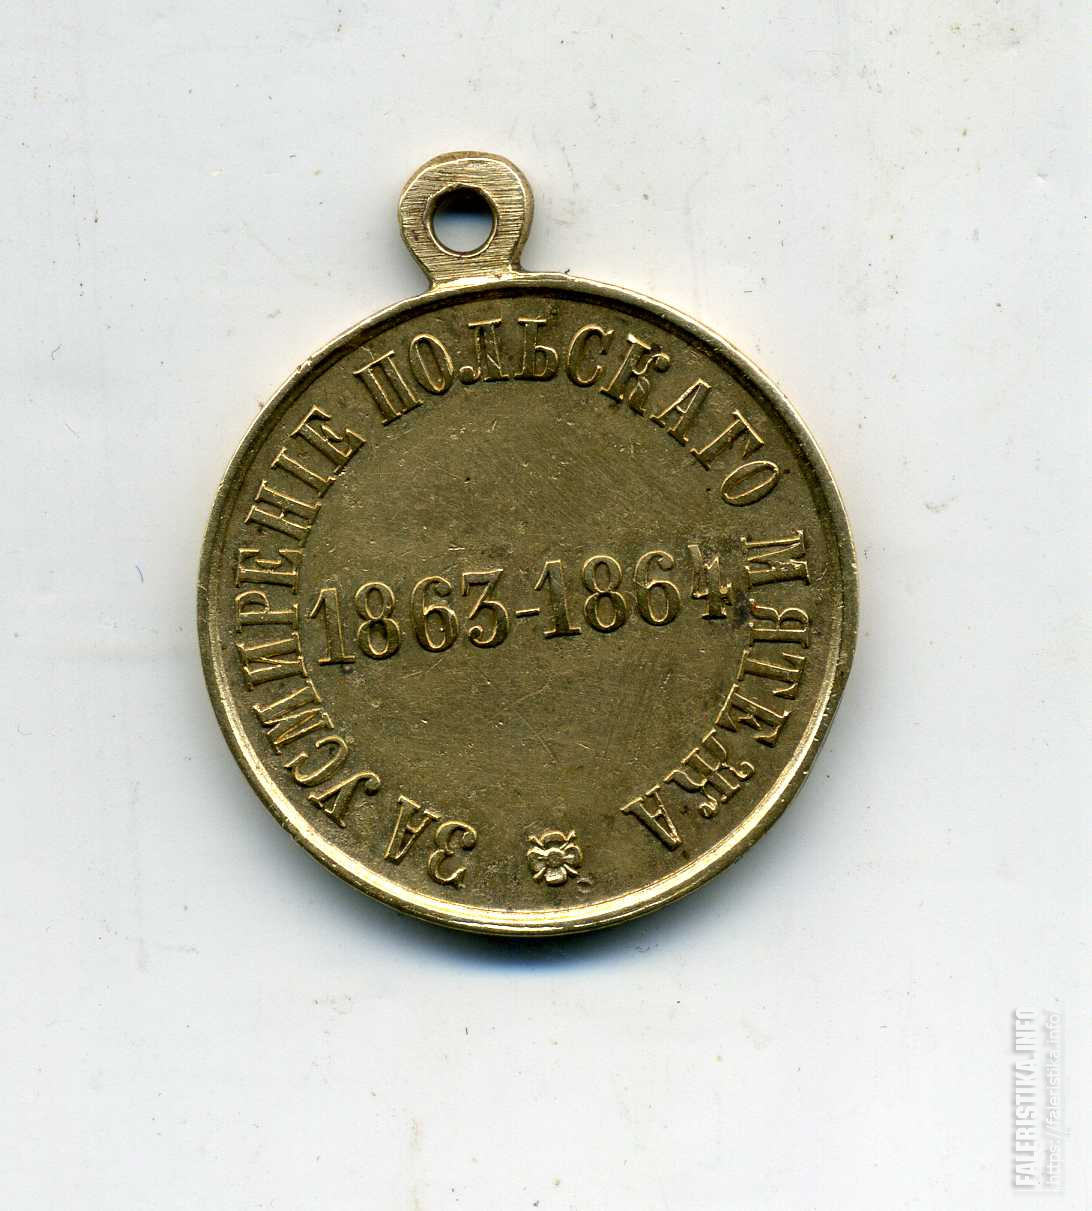 ЗА УСМИРЕНІЕ ПОЛЬСКАГО МЯТЕЖА
1863-1864
FALERISTIKA.INFO
https://faleristika.info/